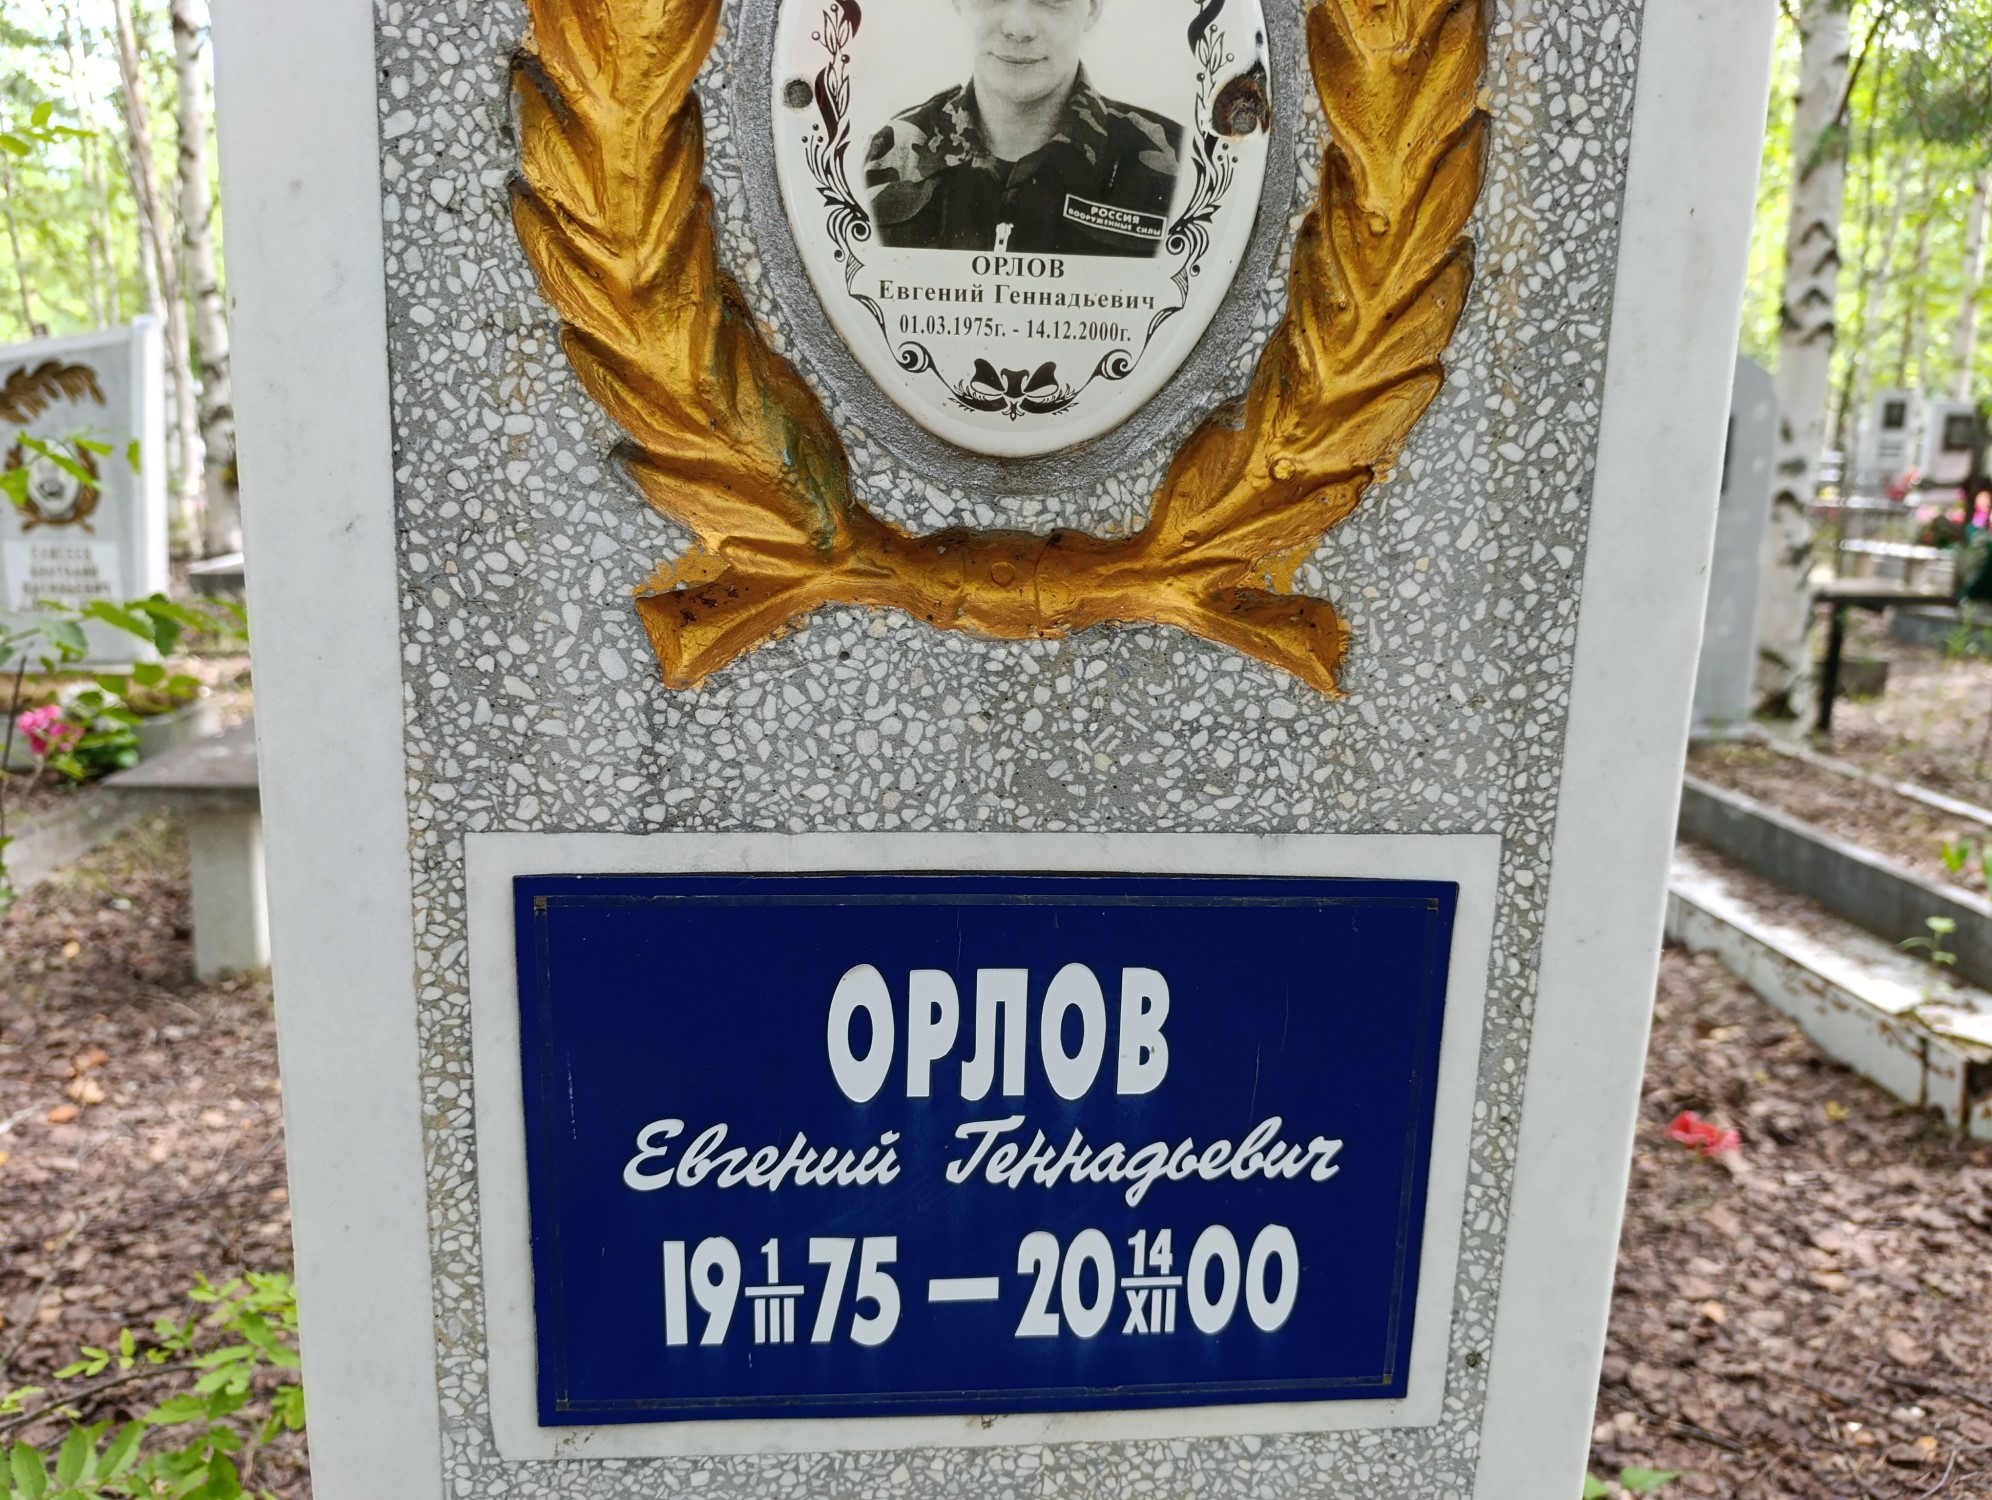 РОССИЯ
ВООРУЖЕННЫЕ СИЛЫ
ОРЛОВ
Евгений Геннадьевич
01.03.1975г. - 14.12.2000г.
ОРЛОВ
Евгений Геннадьевич
19 1/III 75 — 20 14/XII 00